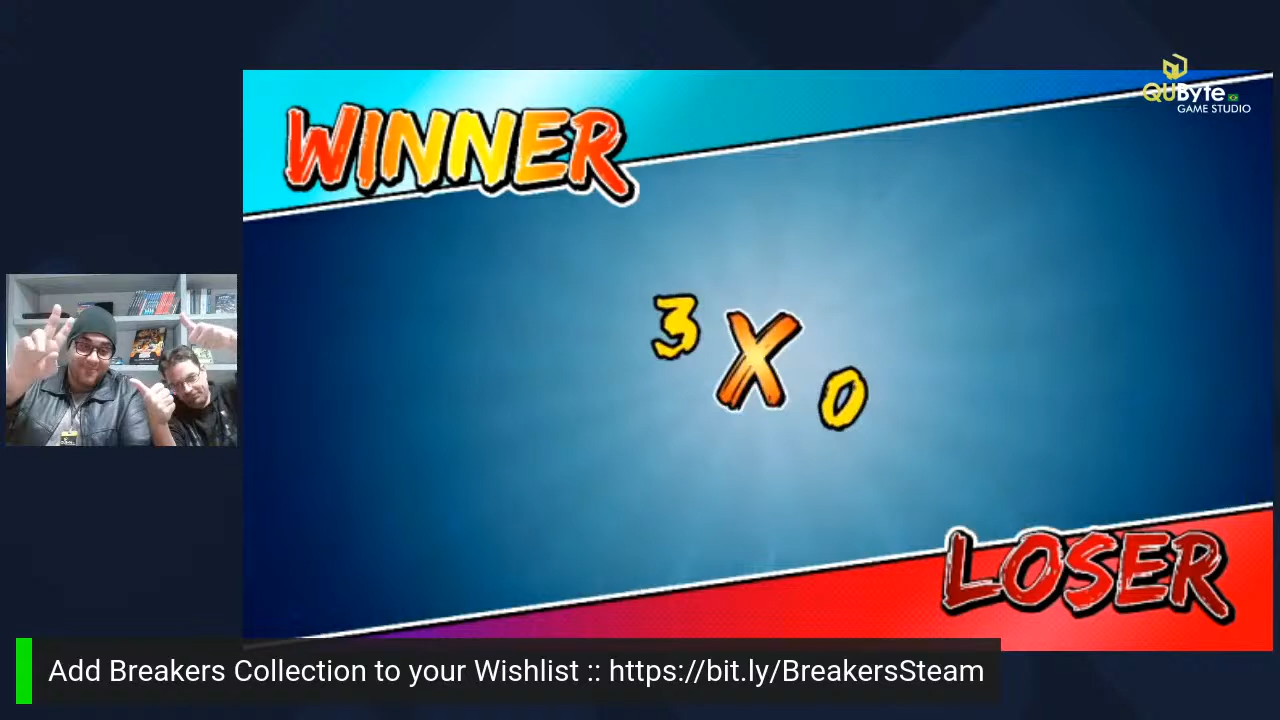 QUByte
GAME STUDIO
WINNER
3 X 0
LOSER
Add Breakers Collection to your Wishlist :: https://bit.ly/BreakersSteam